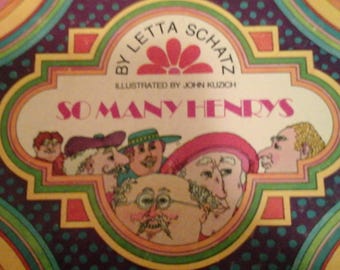 BY LETTA SCHATZ
ILLUSTRATED BY JOHN KUZICH
SO MANY HENRYS